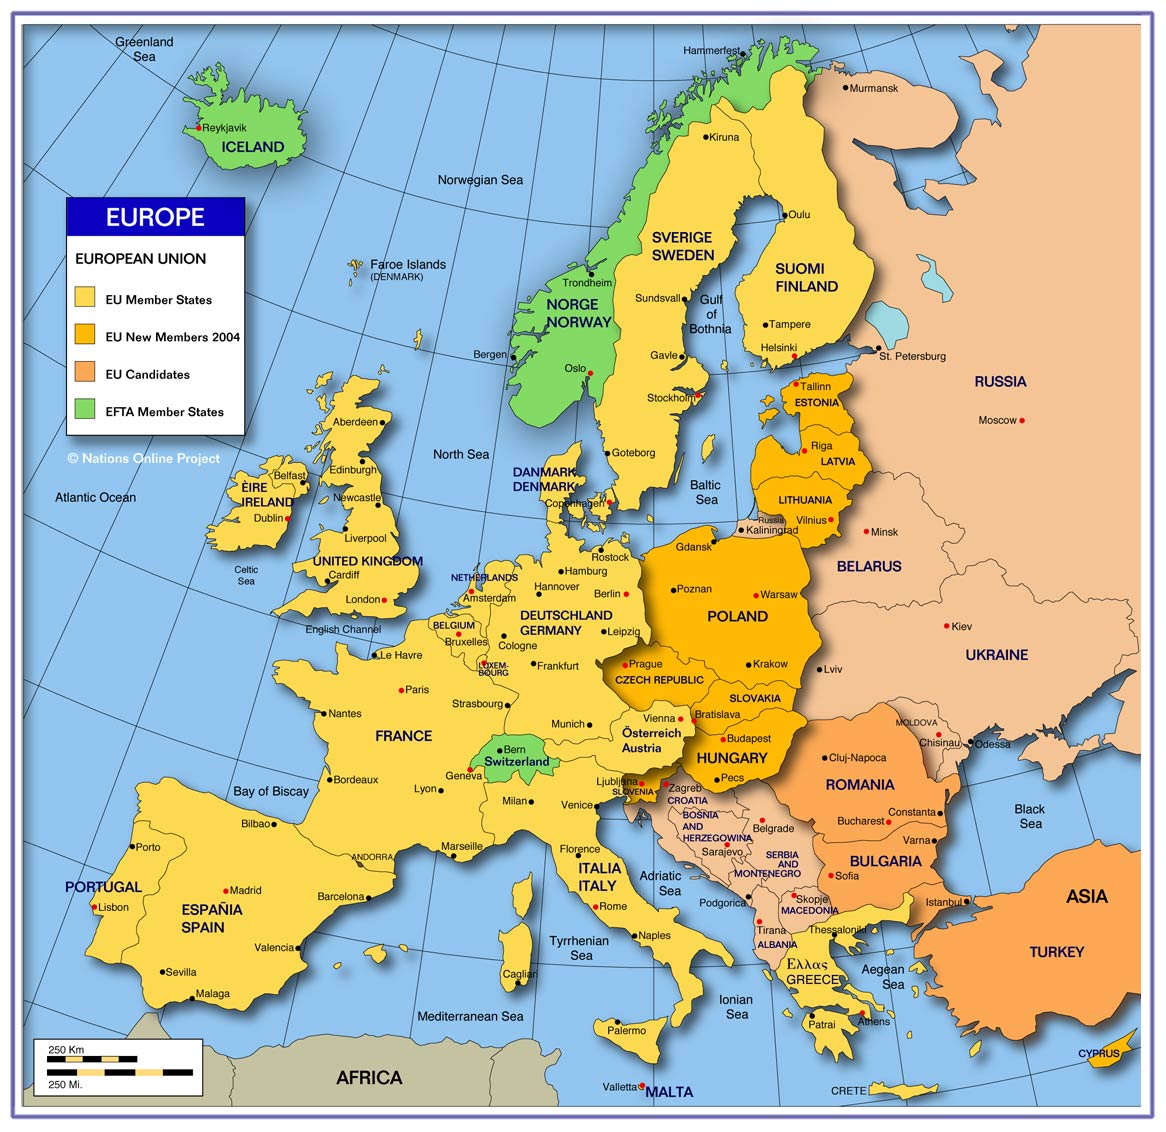 Greenland
Sea
Hammerfest
Murmansk
Reykjavik
ICELAND
Kiruna
Norwegian Sea
EUROPE
EUROPEAN UNION
EU Member States
EU New Members 2004
EU Candidates
EFTA Member States
© Nations Online Project
Oulu
SVERIGE
SWEDEN
SUOMI
FINLAND
Faroe Islands
(DENMARK)
Trondheim
NORGE
NORWAY
Sundsvall
Gulf
of
Bothnia
Tampere
Helsinki
St. Petersburg
Bergen
Gavle
Oslo
Stockholm
Tallinn
ESTONIA
RUSSIA
Moscow
Aberdeen
North Sea
Goteborg
Riga
LATVIA
Edinburgh
Belfast
ÈIRE
IRELAND
Dublin
Newcastle
Liverpool
Atlantic Ocean
DANMARK
DENMARK
Copenhagen
Baltic
Sea
LITHUANIA
Vilnius
Russia
Kaliningrad
Minsk
BELARUS
Gdansk
Rostock
Celtic
Sea
UNITED KINGDOM
Cardiff
London
English Channel
NETHERLANDS
Amsterdam
Hamburg
Hannover
Berlin
Poznan
Warsaw
POLAND
BELGIUM
Bruxelles
DEUTSCHLAND
GERMANY
Cologne
Leipzig
Kiev
UKRAINE
Le Havre
LUXEM-
BOURG
Frankfurt
Prague
CZECH REPUBLIC
Krakow
Lviv
Paris
Strasbourg
SLOVAKIA
Nantes
FRANCE
Munich
Vienna
Bratislava
Österreich
Austria
Budapest
HUNGARY
MOLDOVA
Chisinau
Odessa
Bern
Switzerland
Geneva
Bordeaux
Lyon
Bay of Biscay
Ljubljana
SLOVENIA
Pecs
Zagreb
CROATIA
Cluj-Napoca
ROMANIA
Constanta
Bucharest
Black
Sea
Milan
Venice
BOSNIA
AND
HERZEGOWINA
Belgrade
Sarajevo
Bilbao
Porto
Marseille
ANDORRA
Florence
ITALIA
ITALY
Adriatic
Sea
SERBIA
AND
MONTENEGRO
Varna
BULGARIA
Sofia
PORTUGAL
Lisbon
Madrid
ESPAÑIA
SPAIN
Barcelona
Rome
Podgorica
Skopje
MACEDONIA
Istanbul
ASIA
Valencia
Tyrrhenian
Sea
Naples
Tirana
ALBANIA
Thessaloniki
TURKEY
Sevilla
Malaga
Cagliari
Ελλας
GREECE
Aegean
Sea
Mediterranean Sea
Palermo
Ionian
Sea
Patrai
Athens
250 Km
250 Mi.
AFRICA
Valletta
MALTA
CRETE
CYPRUS